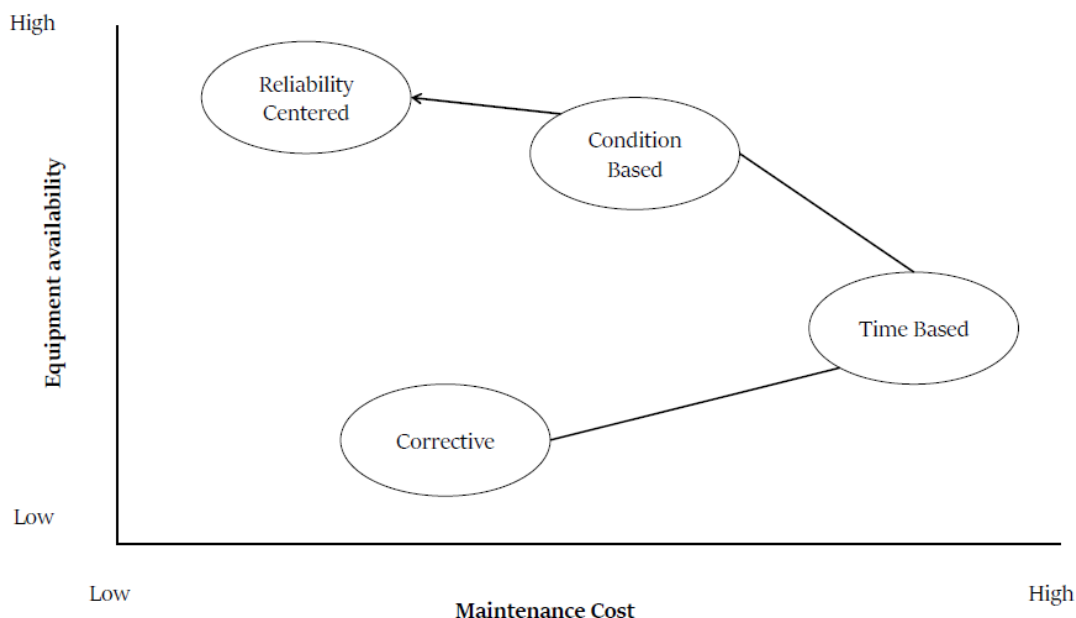 High
Reliability
Centered
Condition
Based
Equipment availability
Time Based
Corrective
Low
Low
High
Maintenance Cost